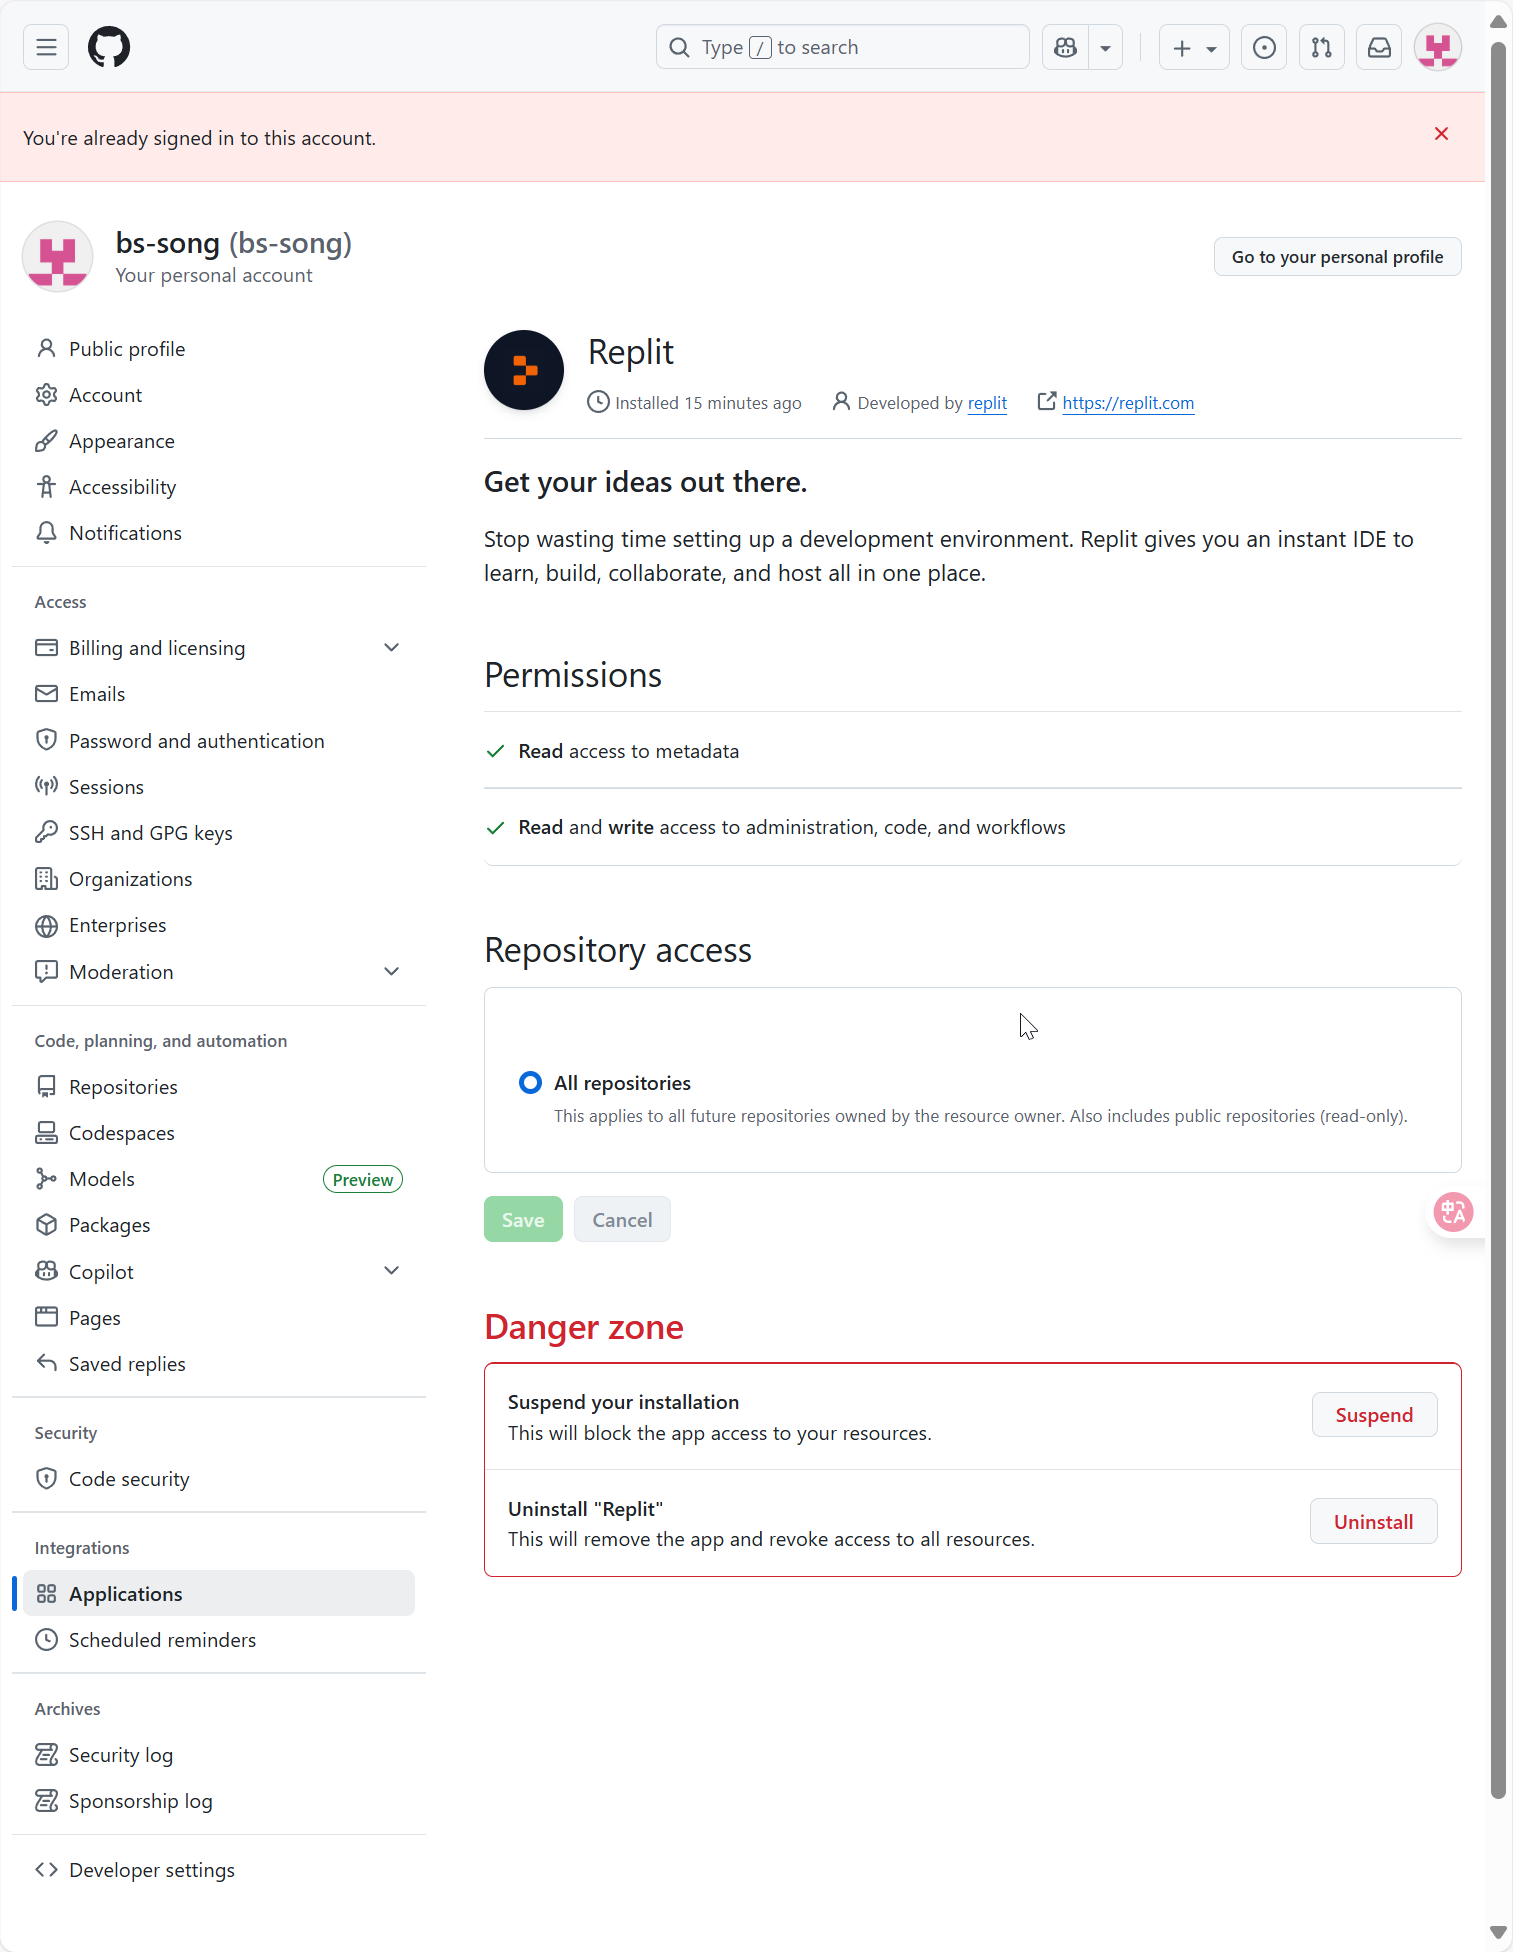 Type / to search
You're already signed in to this account.
bs-song (bs-song)
Your personal account
Go to your personal profile
Public profile
Account
Appearance
Accessibility
Notifications
Access
Billing and licensing
Emails
Password and authentication
Sessions
SSH and GPG keys
Organizations
Enterprises
Moderation
Code, planning, and automation
Repositories
Codespaces
Models Preview
Packages
Copilot
Pages
Saved replies
Security
Code security
Integrations
Applications
Scheduled reminders
Archives
Security log
Sponsorship log
Developer settings
Replit
Installed 15 minutes ago Developed by replit https://replit.com
Get your ideas out there.
Stop wasting time setting up a development environment. Replit gives you an instant IDE to
learn, build, collaborate, and host all in one place.
Permissions
Read access to metadata
Read and write access to administration, code, and workflows
Repository access
All repositories
This applies to all future repositories owned by the resource owner. Also includes public repositories (read-only).
Save Cancel
中A
Danger zone
Suspend your installation
This will block the app access to your resources.
Suspend
Uninstall "Replit"
This will remove the app and revoke access to all resources.
Uninstall